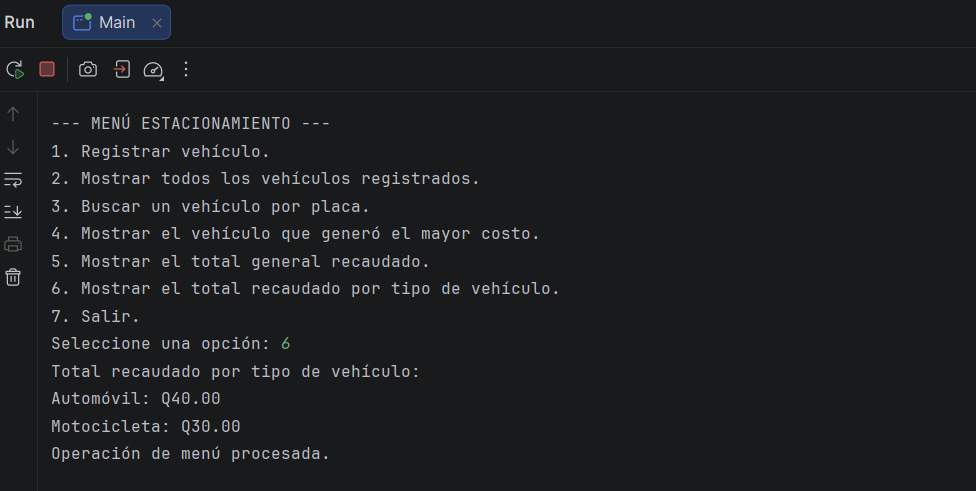 Run
Main
--- MENÚ ESTACIONAMIENTO ---
1. Registrar vehículo.
2. Mostrar todos los vehículos registrados.
3. Buscar un vehículo por placa.
4. Mostrar el vehículo que generó el mayor costo.
5. Mostrar el total general recaudado.
6. Mostrar el total recaudado por tipo de vehículo.
7. Salir.
Seleccione una opción: 6
Total recaudado por tipo de vehículo:
Automóvil: Q40.00
Motocicleta: Q30.00
Operación de menú procesada.